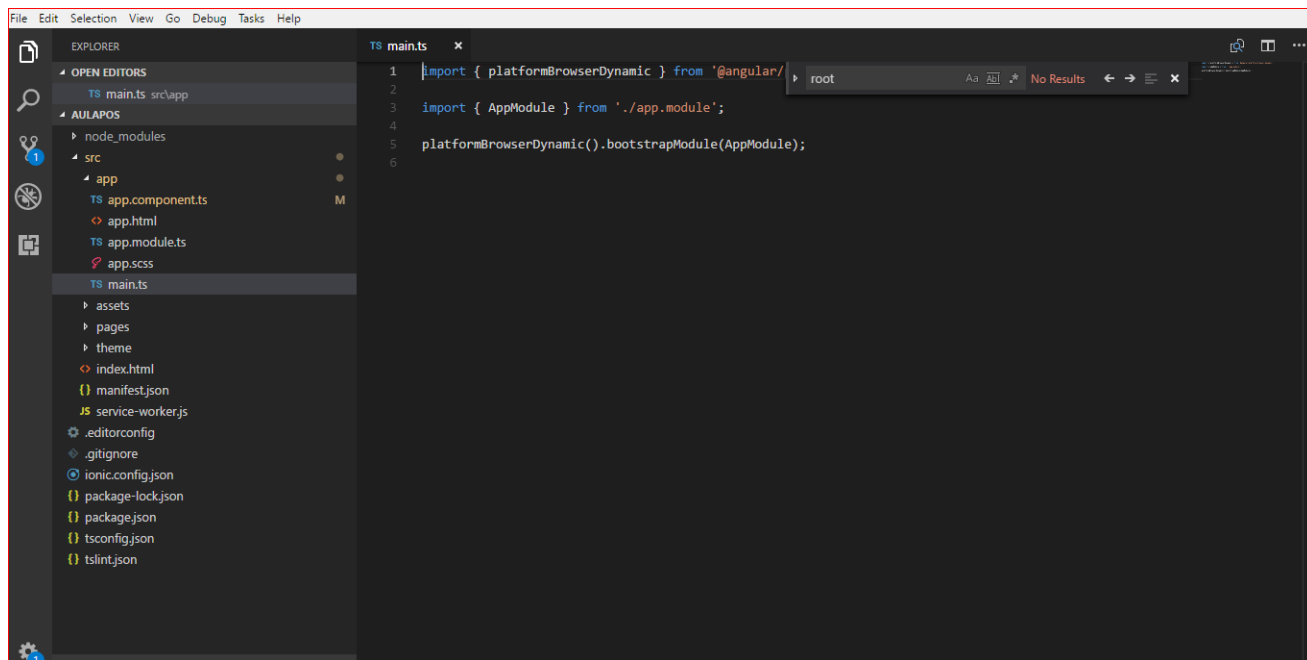 File Edit Selection View Go Debug Tasks Help
EXPLORER
OPEN EDITORS
TS main.ts src\app
AULAPOS
node_modules
src
app
TS app.component.ts M
<> app.html
TS app.module.ts
app.scss
TS main.ts
assets
pages
theme
<> index.html
{} manifest.json
JS service-worker.js
.editorconfig
.gitignore
ionic.config.json
{} package-lock.json
{} package.json
{} tsconfig.json
{} tslint.json
1
1
TS main.ts ×
root Aa Abl .* No Results
1 import { platformBrowserDynamic } from '@angular/
2
3 import { AppModule } from './app.module';
4
5 platformBrowserDynamic().bootstrapModule(AppModule);
6